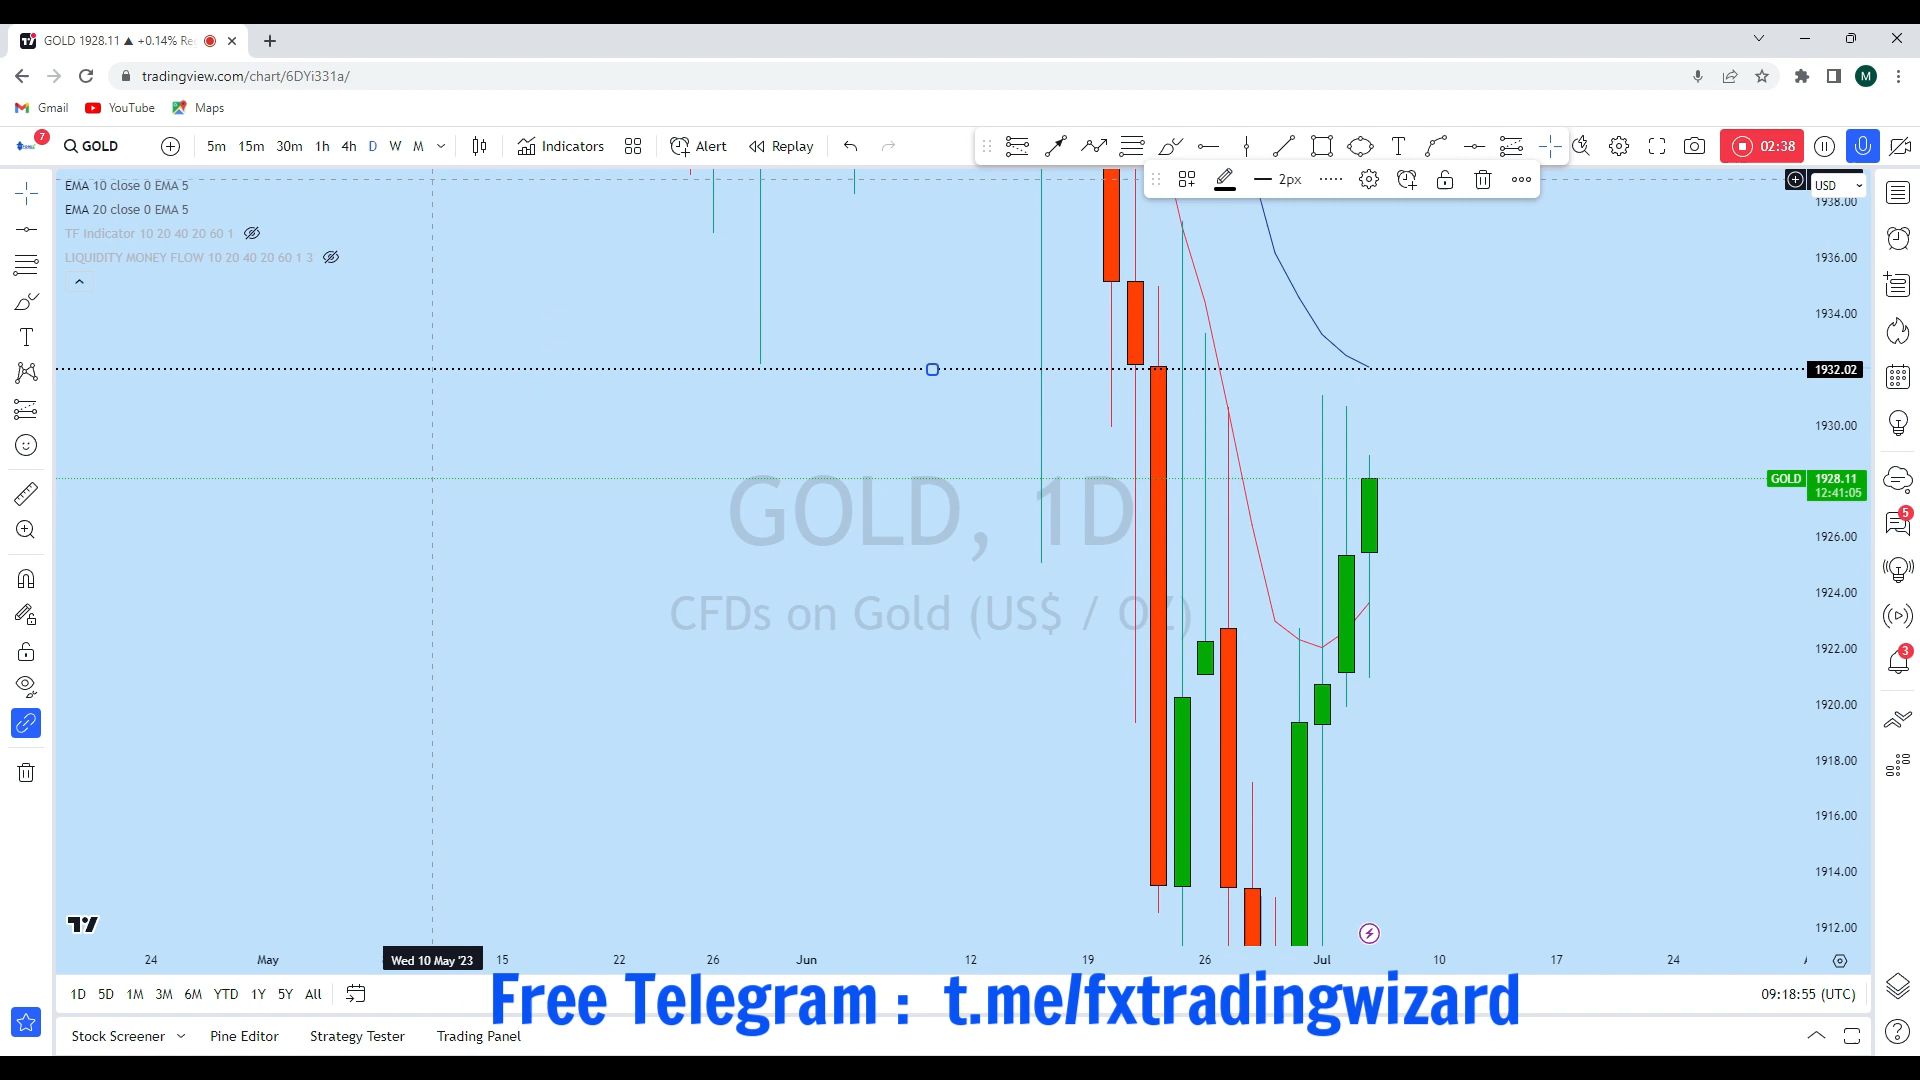 GOLD 1928.11 ▲ +0.14% Re
tradingview.com/chart/6DYi331a/
M
Gmail YouTube Maps
7
GOLD 5m 15m 30m 1h 4h D W M Indicators Alert Replay 02:38
2px
USD
EMA 10 close 0 EMA 5
EMA 20 close 0 EMA 5
TF Indicator 10 20 40 20 60 1
LIQUIDITY MONEY FLOW 10 20 40 20 60 1 3
1938.00
1936.00
1934.00
1932.02
1930.00
GOLD 1928.11
12:41:05
1926.00
1924.00
1922.00
1920.00
1918.00
1916.00
1914.00
1912.00
5
3
GOLD, 1D
CFDs on Gold (US$ / OZ)
24 May Wed 10 May '23 15 22 26 Jun 12 19 26 Jul 10 17 24
1D 5D 1M 3M 6M YTD 1Y 5Y All 09:18:55 (UTC)
Free Telegram : t.me/fxtradingwizard
Stock Screener Pine Editor Strategy Tester Trading Panel